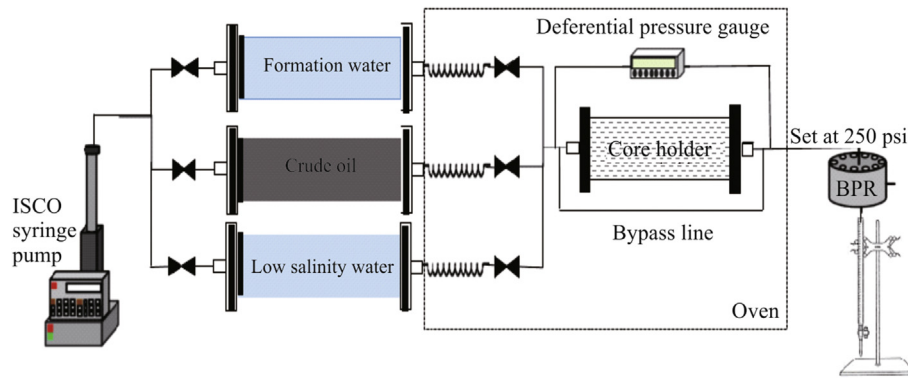 Deferential pressure gauge
Formation water
Set at 250 psi
Core holder
Crude oil
BPR
ISCO
syringe
pump
Bypass line
Low salinity water
Oven